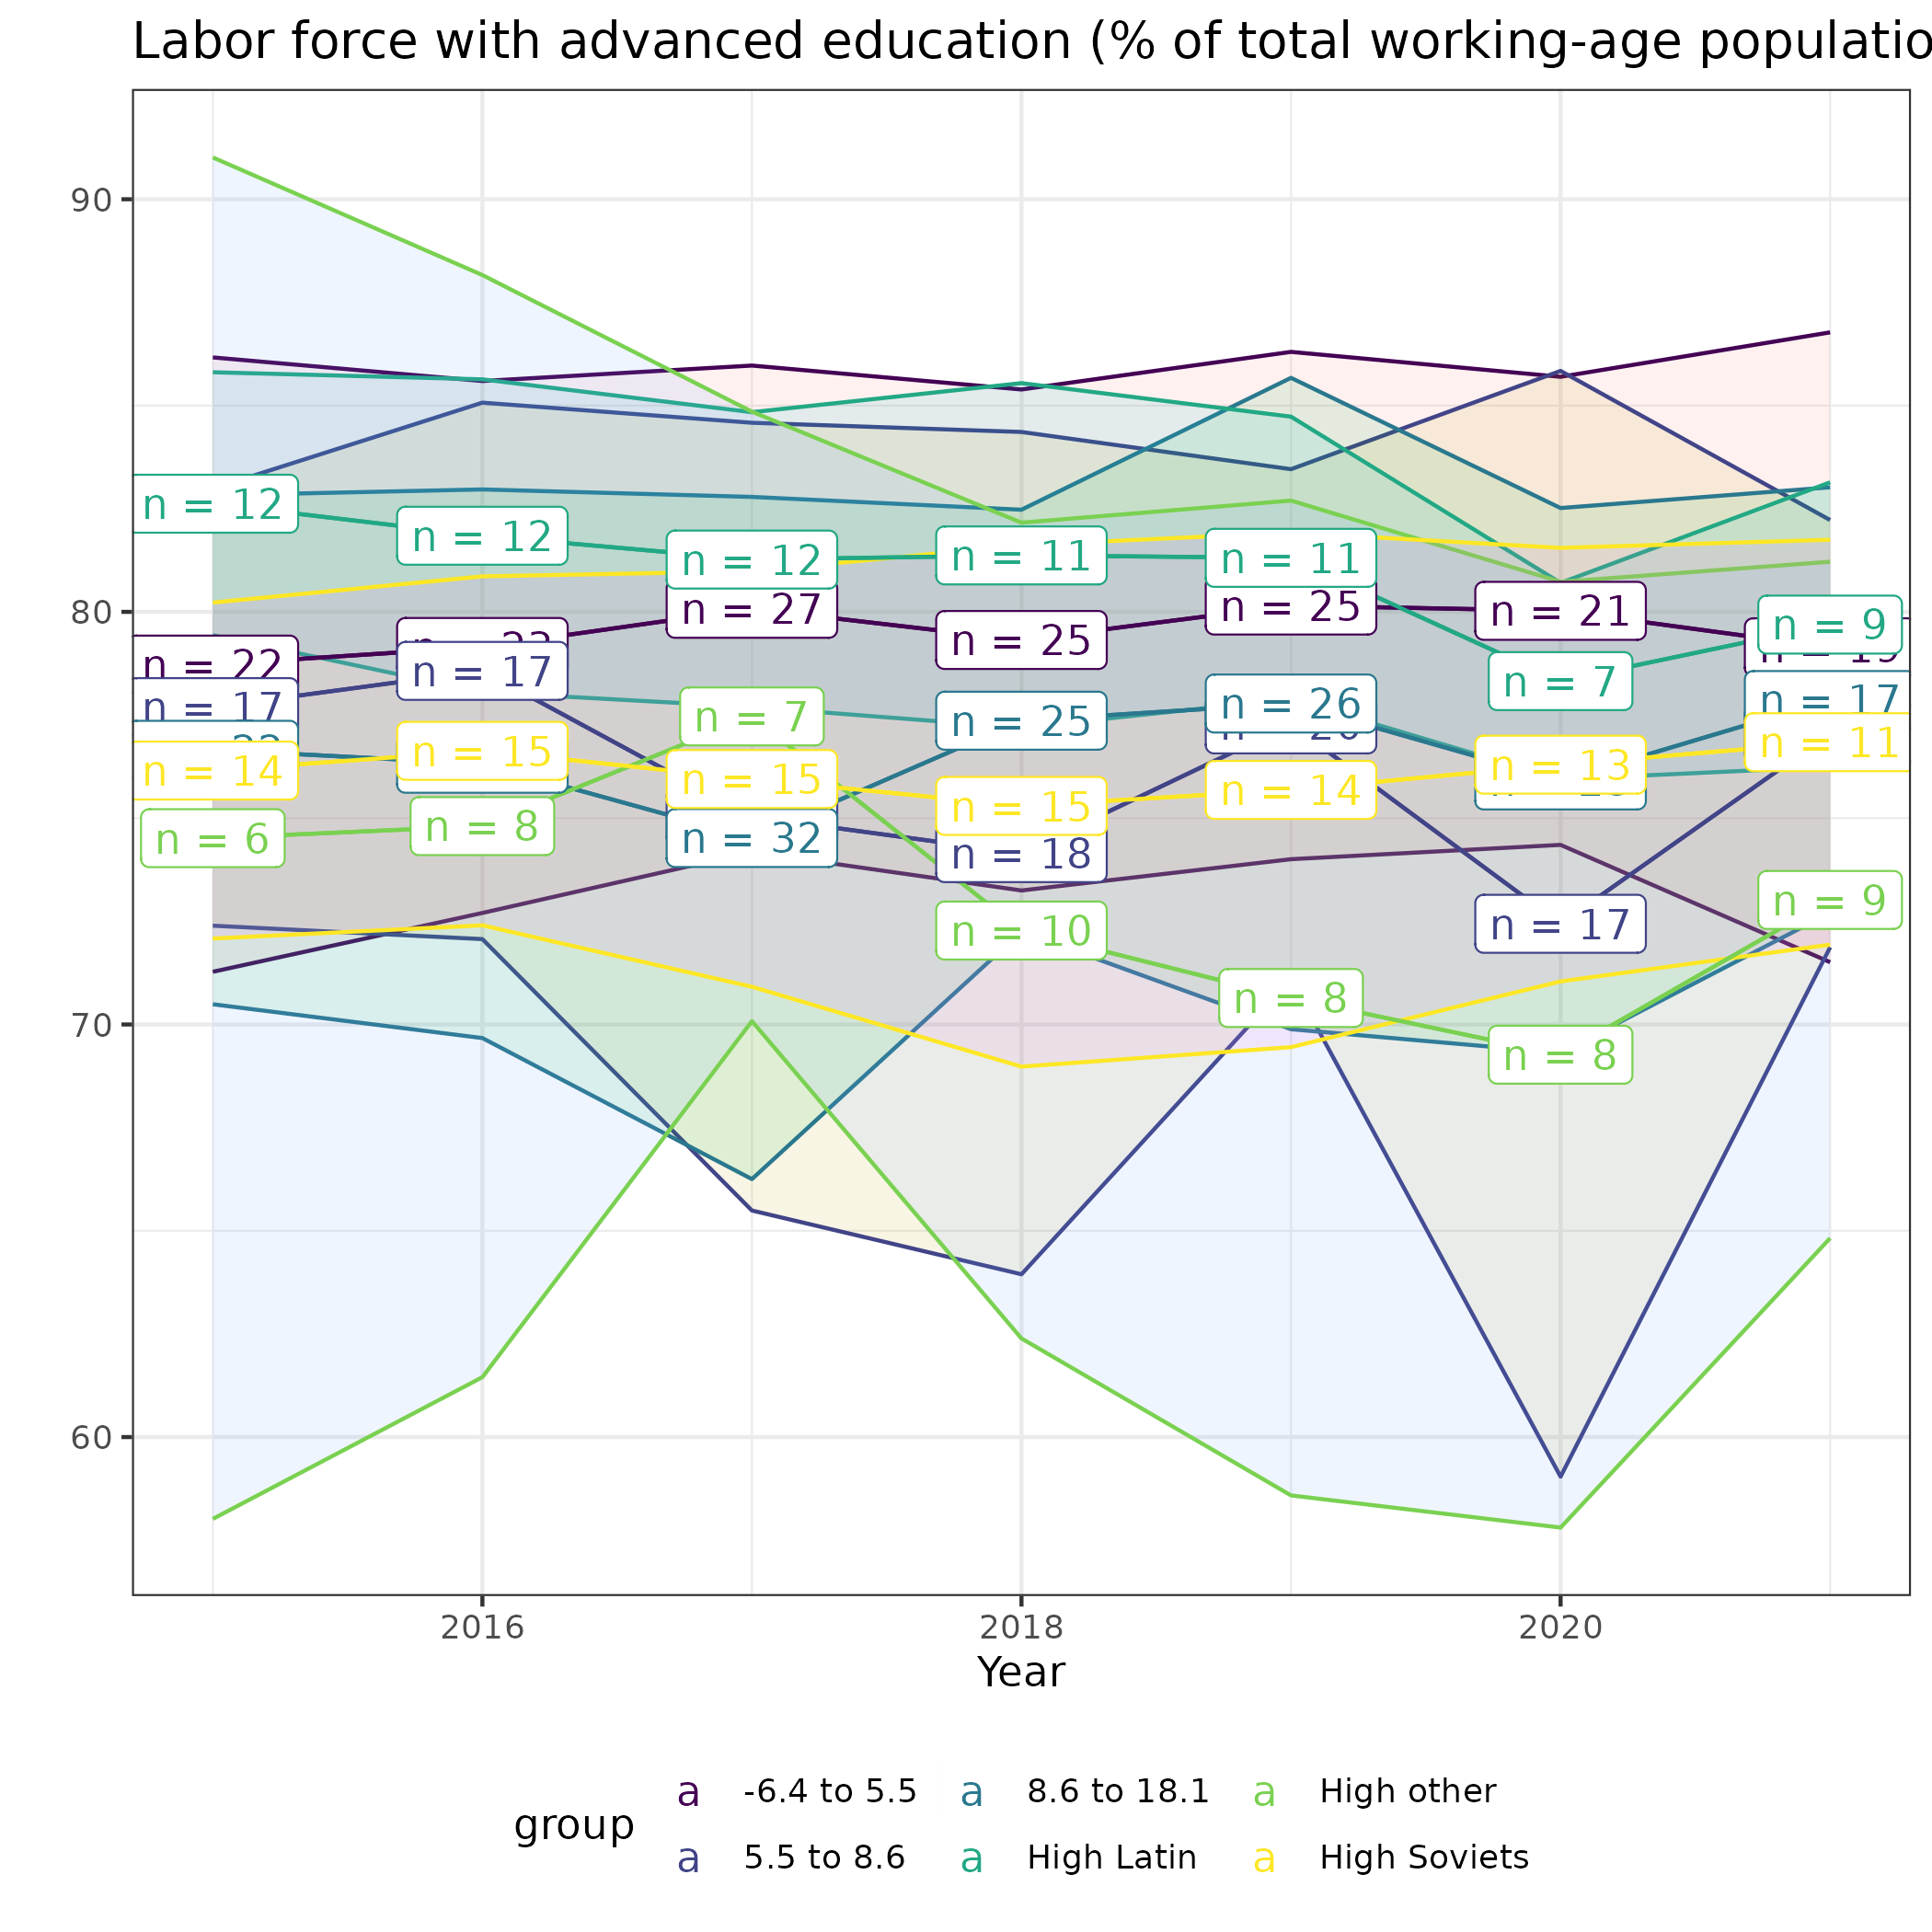 Labor force with advanced education (% of total working-age populatio
90
80
70
60
n = 12
n = 12
n = 12
n = 11
n = 11
n = 27
n = 25
n = 25
n = 21
n = 9
n = 22
n = 17
n = 7
n = 19
n = 17
n = 7
n = 25
n = 26
n = 17
n = 14
n = 15
n = 15
n = 15
n = 14
n = 13
n = 11
n = 6
n = 8
n = 32
n = 18
n = 10
n = 17
n = 9
n = 8
n = 8
2016 2018 2020
Year
group
a -6.4 to 5.5 a 8.6 to 18.1 a High other
a 5.5 to 8.6 a High Latin a High Soviets